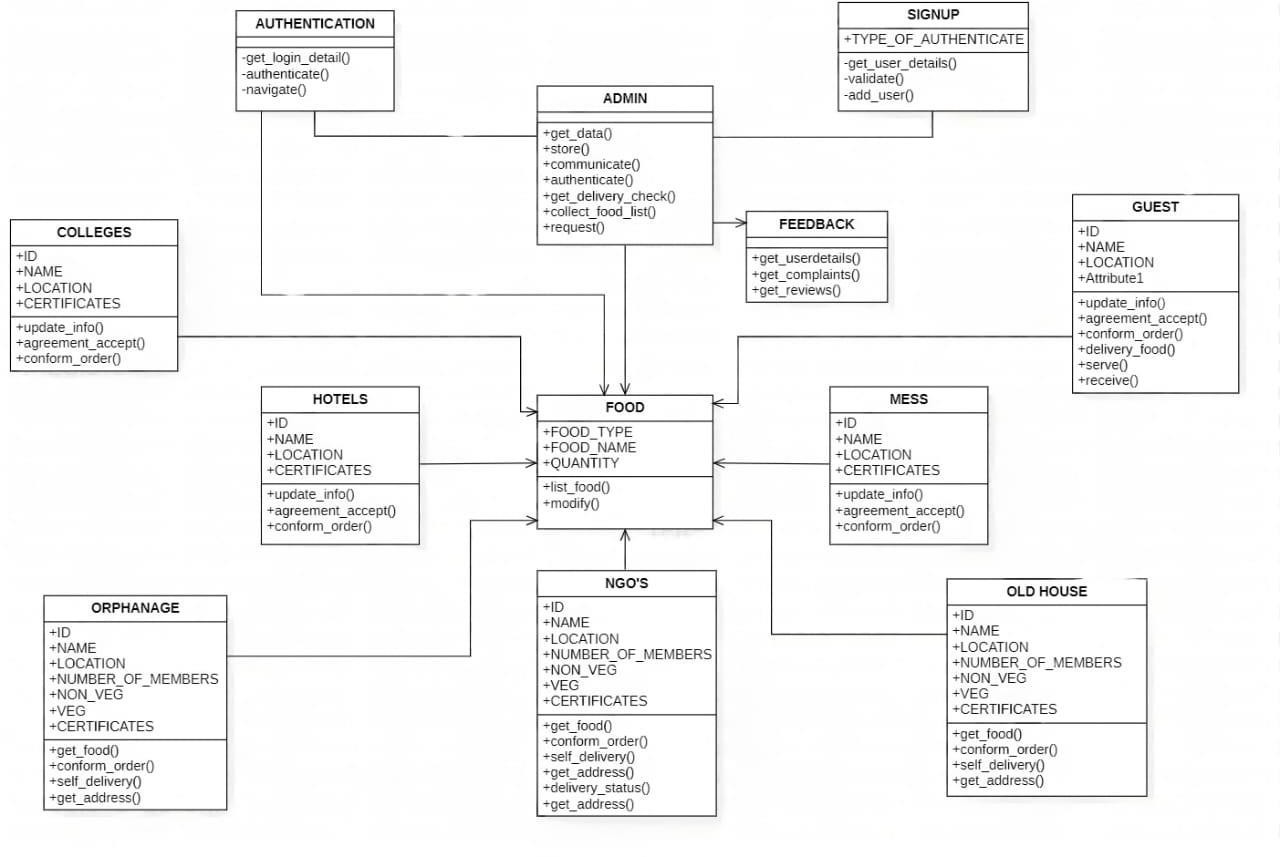 AUTHENTICATION
-get_login_detail()
-authenticate()
-navigate()
SIGNUP
+TYPE_OF_AUTHENTICATE
-get_user_details()
-validate()
-add_user()
ADMIN
+get_data()
+store()
+communicate()
+authenticate()
+get_delivery_check()
+collect_food_list()
+request()
COLLEGES
+ID
+NAME
+LOCATION
+CERTIFICATES
+update_info()
+agreement_accept()
+conform_order()
FEEDBACK
+get_userdetails()
+get_complaints()
+get_reviews()
GUEST
+ID
+NAME
+LOCATION
+Attribute1
+update_info()
+agreement_accept()
+conform_order()
+delivery_food()
+serve()
+receive()
HOTELS
+ID
+NAME
+LOCATION
+CERTIFICATES
+update_info()
+agreement_accept()
+conform_order()
FOOD
+FOOD_TYPE
+FOOD_NAME
+QUANTITY
+list_food()
+modify()
MESS
+ID
+NAME
+LOCATION
+CERTIFICATES
+update_info()
+agreement_accept()
+conform_order()
ORPHANAGE
+ID
+NAME
+LOCATION
+NUMBER_OF_MEMBERS
+NON_VEG
+VEG
+CERTIFICATES
+get_food()
+conform_order()
+self_delivery()
+get_address()
NGO'S
+ID
+NAME
+LOCATION
+NUMBER_OF_MEMBERS
+NON_VEG
+VEG
+CERTIFICATES
+get_food()
+conform_order()
+self_delivery()
+get_address()
+delivery_status()
+get_address()
OLD HOUSE
+ID
+NAME
+LOCATION
+NUMBER_OF_MEMBERS
+NON_VEG
+VEG
+CERTIFICATES
+get_food()
+conform_order()
+self_delivery()
+get_address()